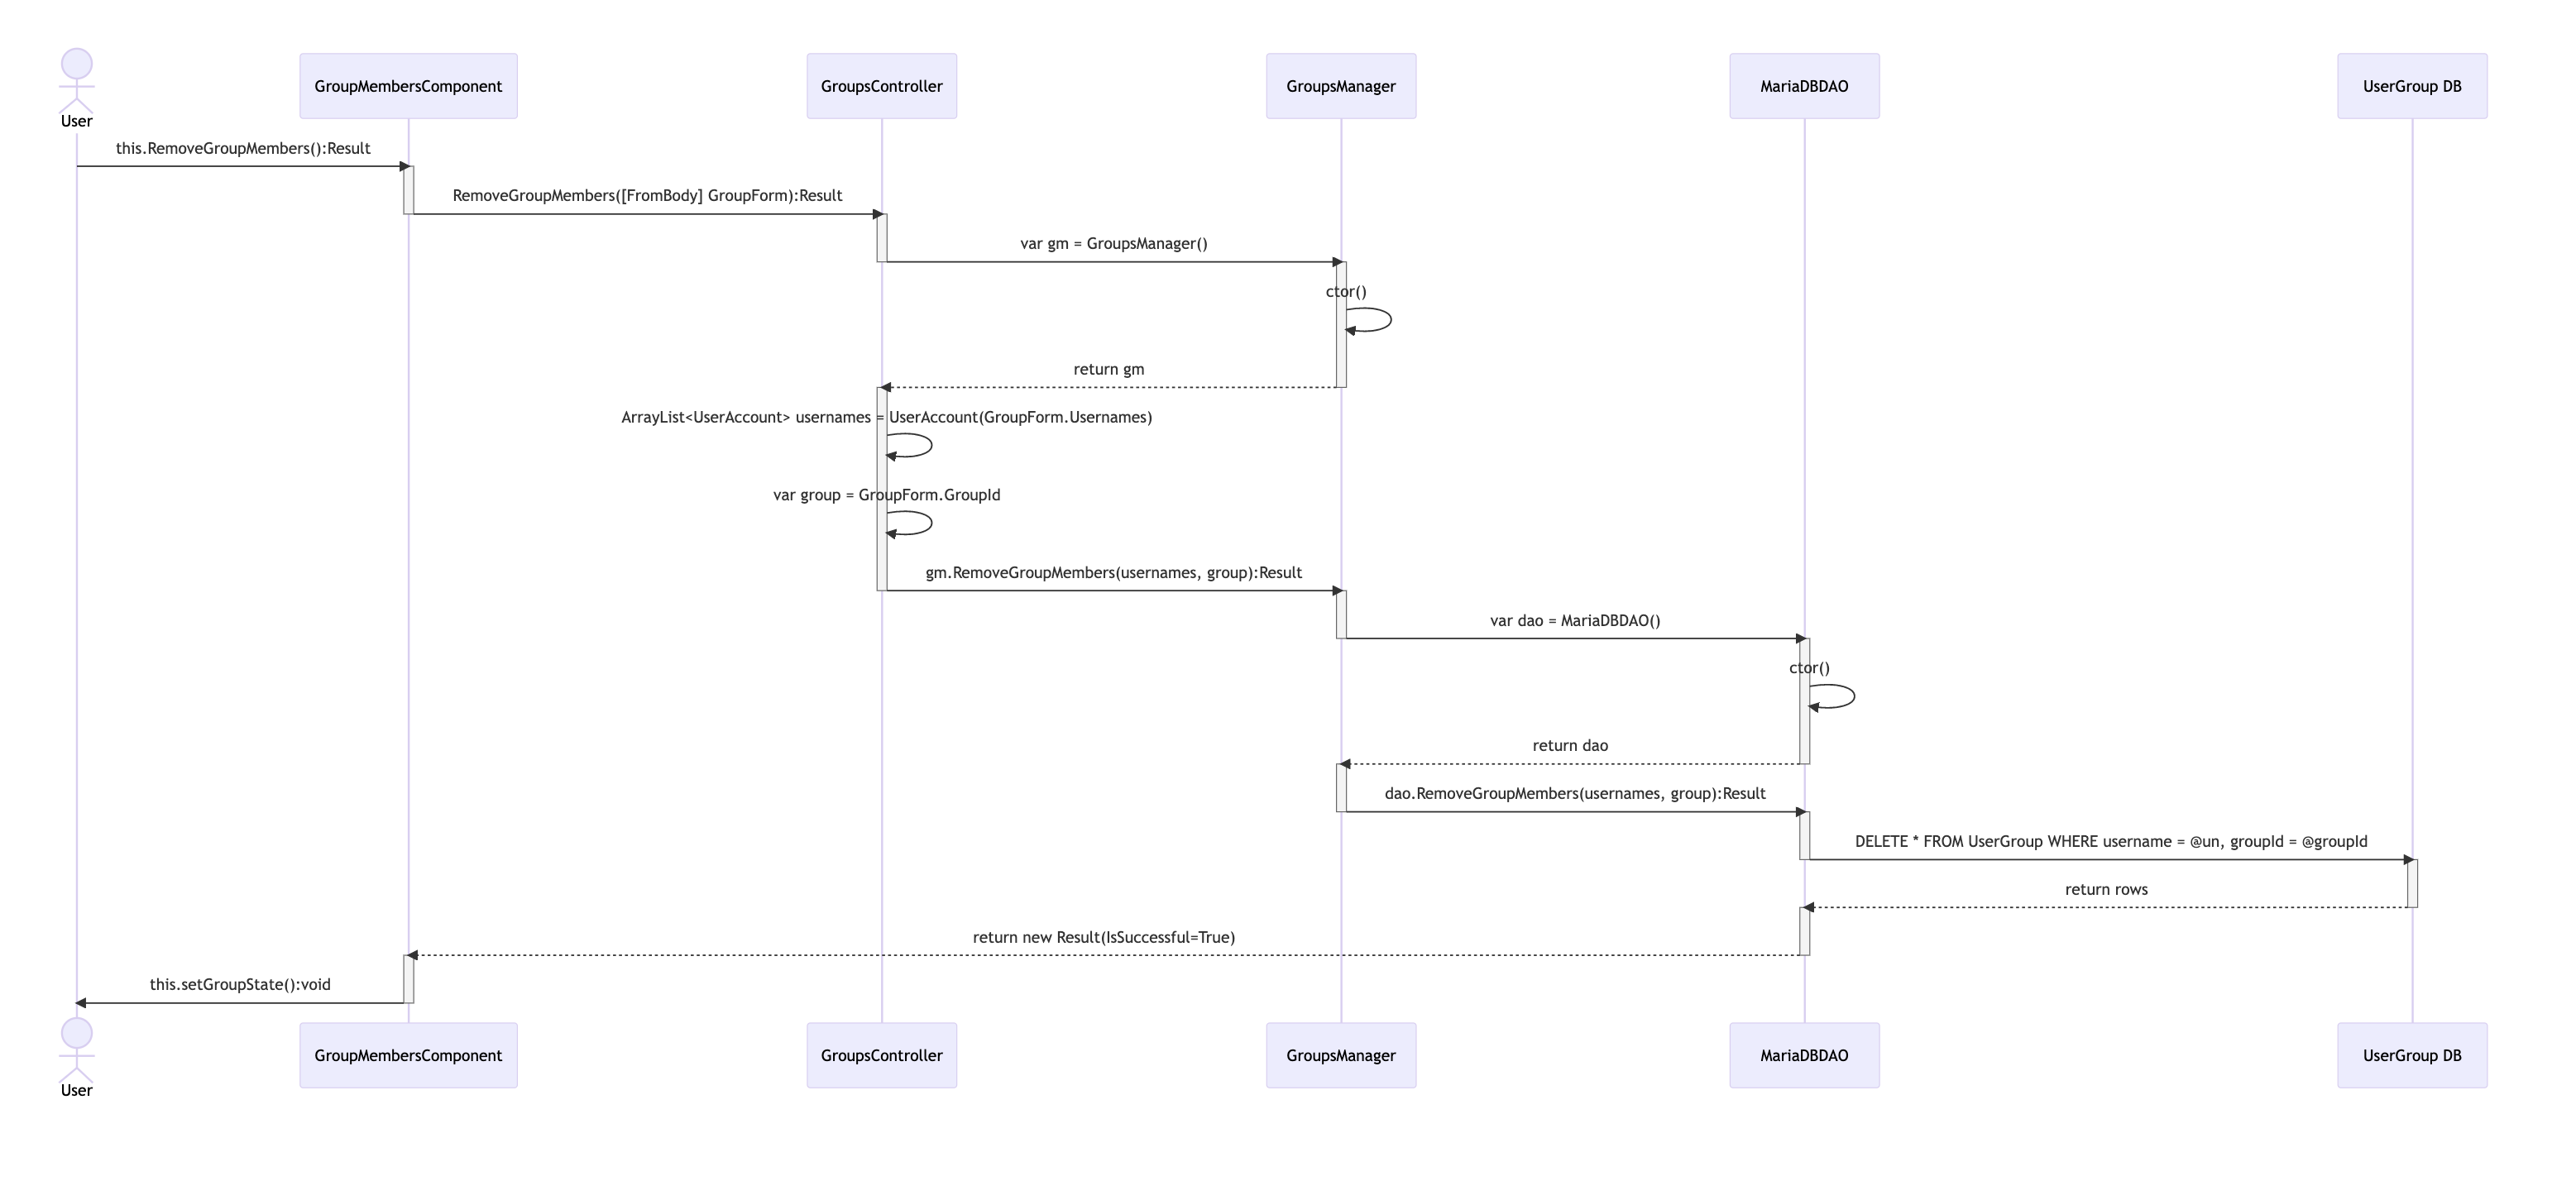 User
GroupMembersComponent
GroupsController
GroupsManager
MariaDBDAO
UserGroup DB
this.RemoveGroupMembers():Result
RemoveGroupMembers([FromBody] GroupForm):Result
var gm = GroupsManager()
ctor()
return gm
ArrayList<UserAccount> usernames = UserAccount(GroupForm.Usernames)
var group = GroupForm.GroupId
gm.RemoveGroupMembers(usernames, group):Result
var dao = MariaDBDAO()
ctor()
return dao
dao.RemoveGroupMembers(usernames, group):Result
DELETE * FROM UserGroup WHERE username = @un, groupId = @groupId
return rows
return new Result(IsSuccessful=True)
this.setGroupState():void
User
GroupMembersComponent
GroupsController
GroupsManager
MariaDBDAO
UserGroup DB